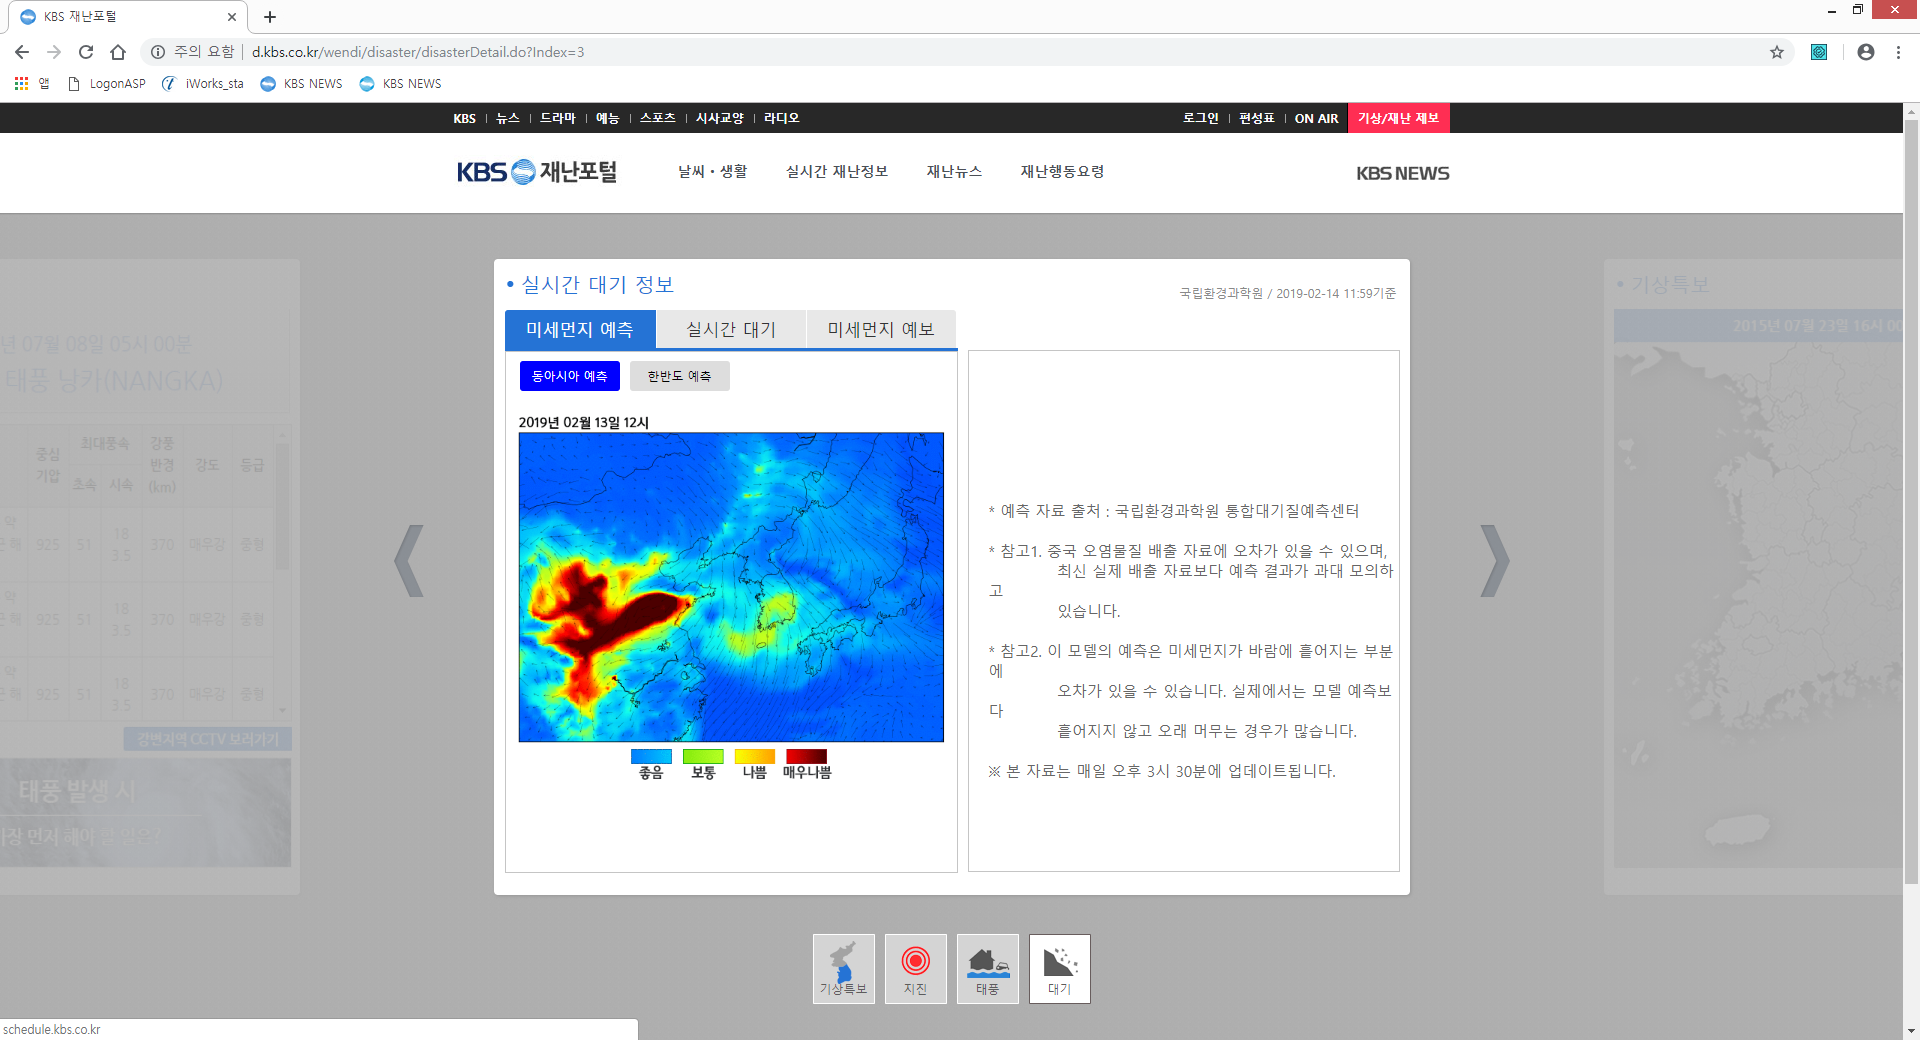 KBS 재난포털
주의 요함 | d.kbs.co.kr/wendi/disaster/disasterDetail.do?Index=3
앱 LogonASP iWorks_sta KBS NEWS KBS NEWS
KBS | 뉴스 | 드라마 | 예능 | 스포츠 | 시사교양 | 라디오
로그인 | 편성표 | ON AIR 기상/재난 제보
KBS 재난포털 날씨・생활 실시간 재난정보 재난뉴스 재난행동요령 KBS NEWS
07월 08일 05시 00분
태풍 낭카(NANGKA)
중심 기압
최대풍속
초속 시속
강풍 반경 (km)
강도 등급
925 51 18 3.5 370 매우강 중형
925 51 18 3.5 370 매우강 중형
925 51 18 3.5 370 매우강 중형
강변지역 CCTV 보러가기
태풍 발생 시
먼저 해야 할 일은?
• 실시간 대기 정보
국립환경과학원 / 2019-02-14 11:59기준
미세먼지 예측 실시간 대기 미세먼지 예보
동아시아 예측 한반도 예측
2019년 02월 13일 12시
좋음 보통 나쁨 매우나쁨
* 예측 자료 출처 : 국립환경과학원 통합대기질예측센터
* 참고1. 중국 오염물질 배출 자료에 오차가 있을 수 있으며,
최신 실제 배출 자료보다 예측 결과가 과대 모의하
고
있습니다.
* 참고2. 이 모델의 예측은 미세먼지가 바람에 흩어지는 부분
에
오차가 있을 수 있습니다. 실제에서는 모델 예측보
다
흩어지지 않고 오래 머무는 경우가 많습니다.
※ 본 자료는 매일 오후 3시 30분에 업데이트됩니다.
• 기상특보
2015년 07월 23일 16시 00
기상특보 지진 태풍 대기
schedule.kbs.co.kr